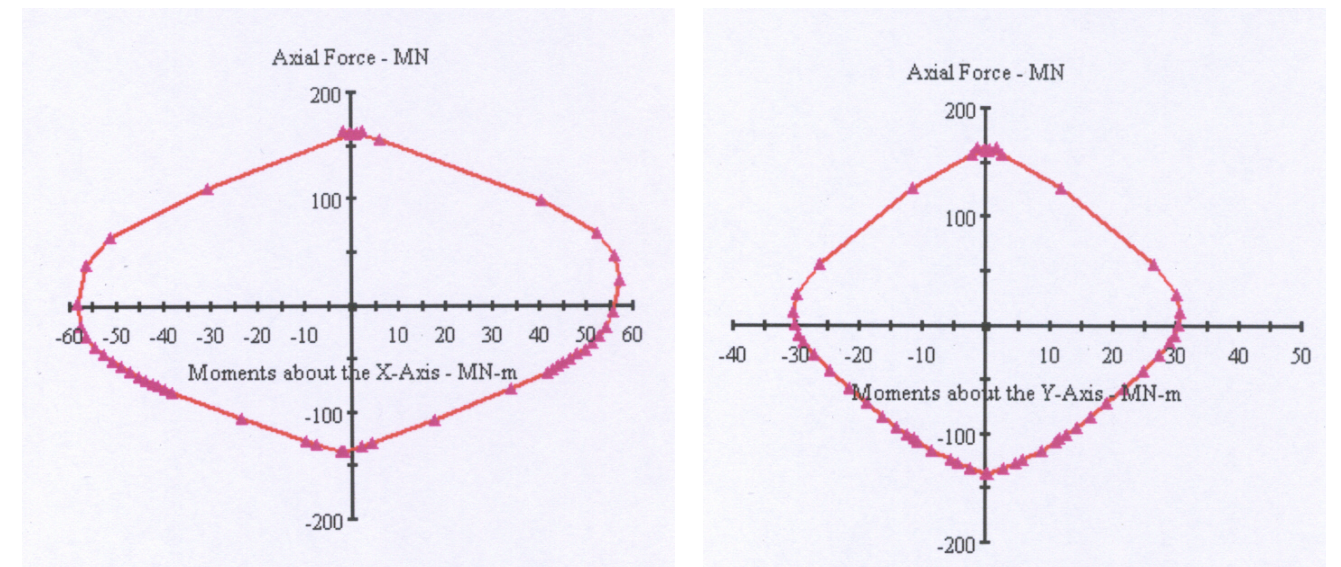 Axial Force - MN
200
100
-60 -50 -40 -30 -20 -10 10 20 30 40 50 60
Moments about the X-Axis - MN-m
-100
-200
Axial Force - MN
200
100
-40 -30 -20 -10 10 20 30 40 50
Moments about the Y-Axis - MN-m
-100
-200